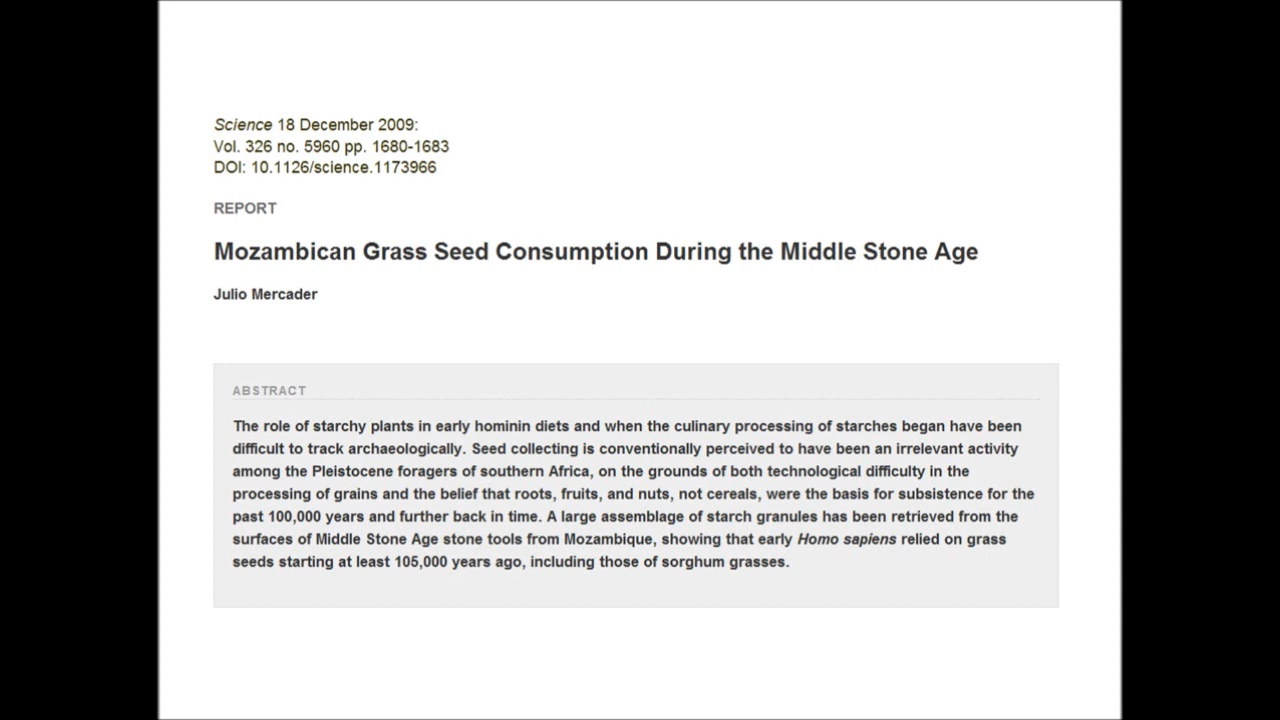 Science 18 December 2009:
Vol. 326 no. 5960 pp. 1680-1683
DOI: 10.1126/science.1173966
REPORT
Mozambican Grass Seed Consumption During the Middle Stone Age
Julio Mercader
ABSTRACT
The role of starchy plants in early hominin diets and when the culinary processing of starches began have been
difficult to track archaeologically. Seed collecting is conventionally perceived to have been an irrelevant activity
among the Pleistocene foragers of southern Africa, on the grounds of both technological difficulty in the
processing of grains and the belief that roots, fruits, and nuts, not cereals, were the basis for subsistence for the
past 100,000 years and further back in time. A large assemblage of starch granules has been retrieved from the
surfaces of Middle Stone Age stone tools from Mozambique, showing that early Homo sapiens relied on grass
seeds starting at least 105,000 years ago, including those of sorghum grasses.